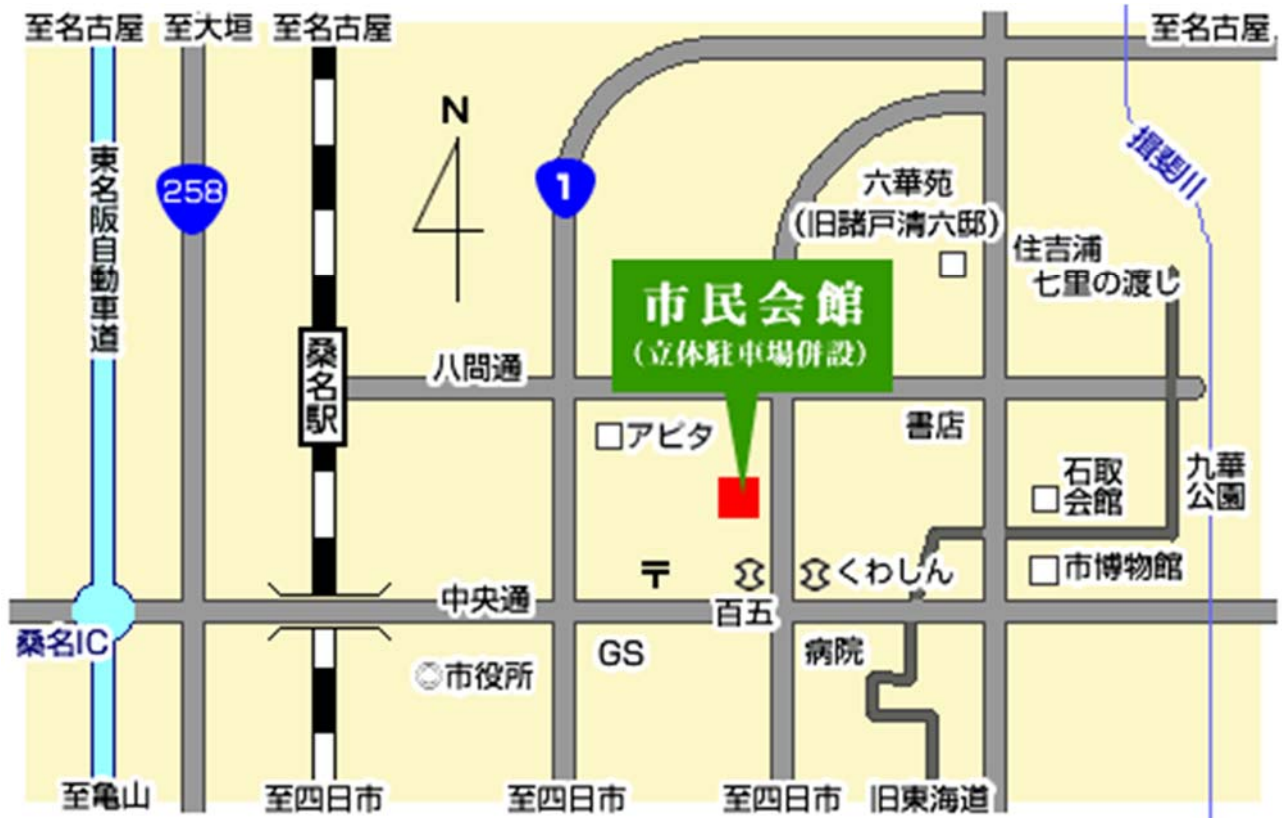 至名古屋
至大垣
至名古屋
至名古屋
N
東名阪自動車道
258
1
揖斐川
六華苑
(旧諸戸清六邸)
住吉浦
七里の渡し
市民会館
(立体駐車場併設)
桑名駅
八間通
アピタ
書店
石取
会館
九華
公園
〒
くわしん
市博物館
中央通
百五
桑名IC
市役所
GS
病院
至亀山
至四日市
至四日市
至四日市
旧東海道